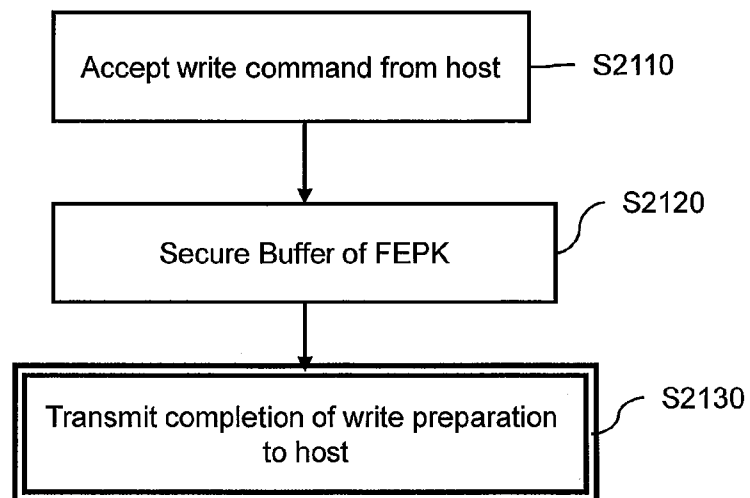 Accept write command from host
S2110
S2120
Secure Buffer of FEPK
S2130
Transmit completion of write preparation
to host